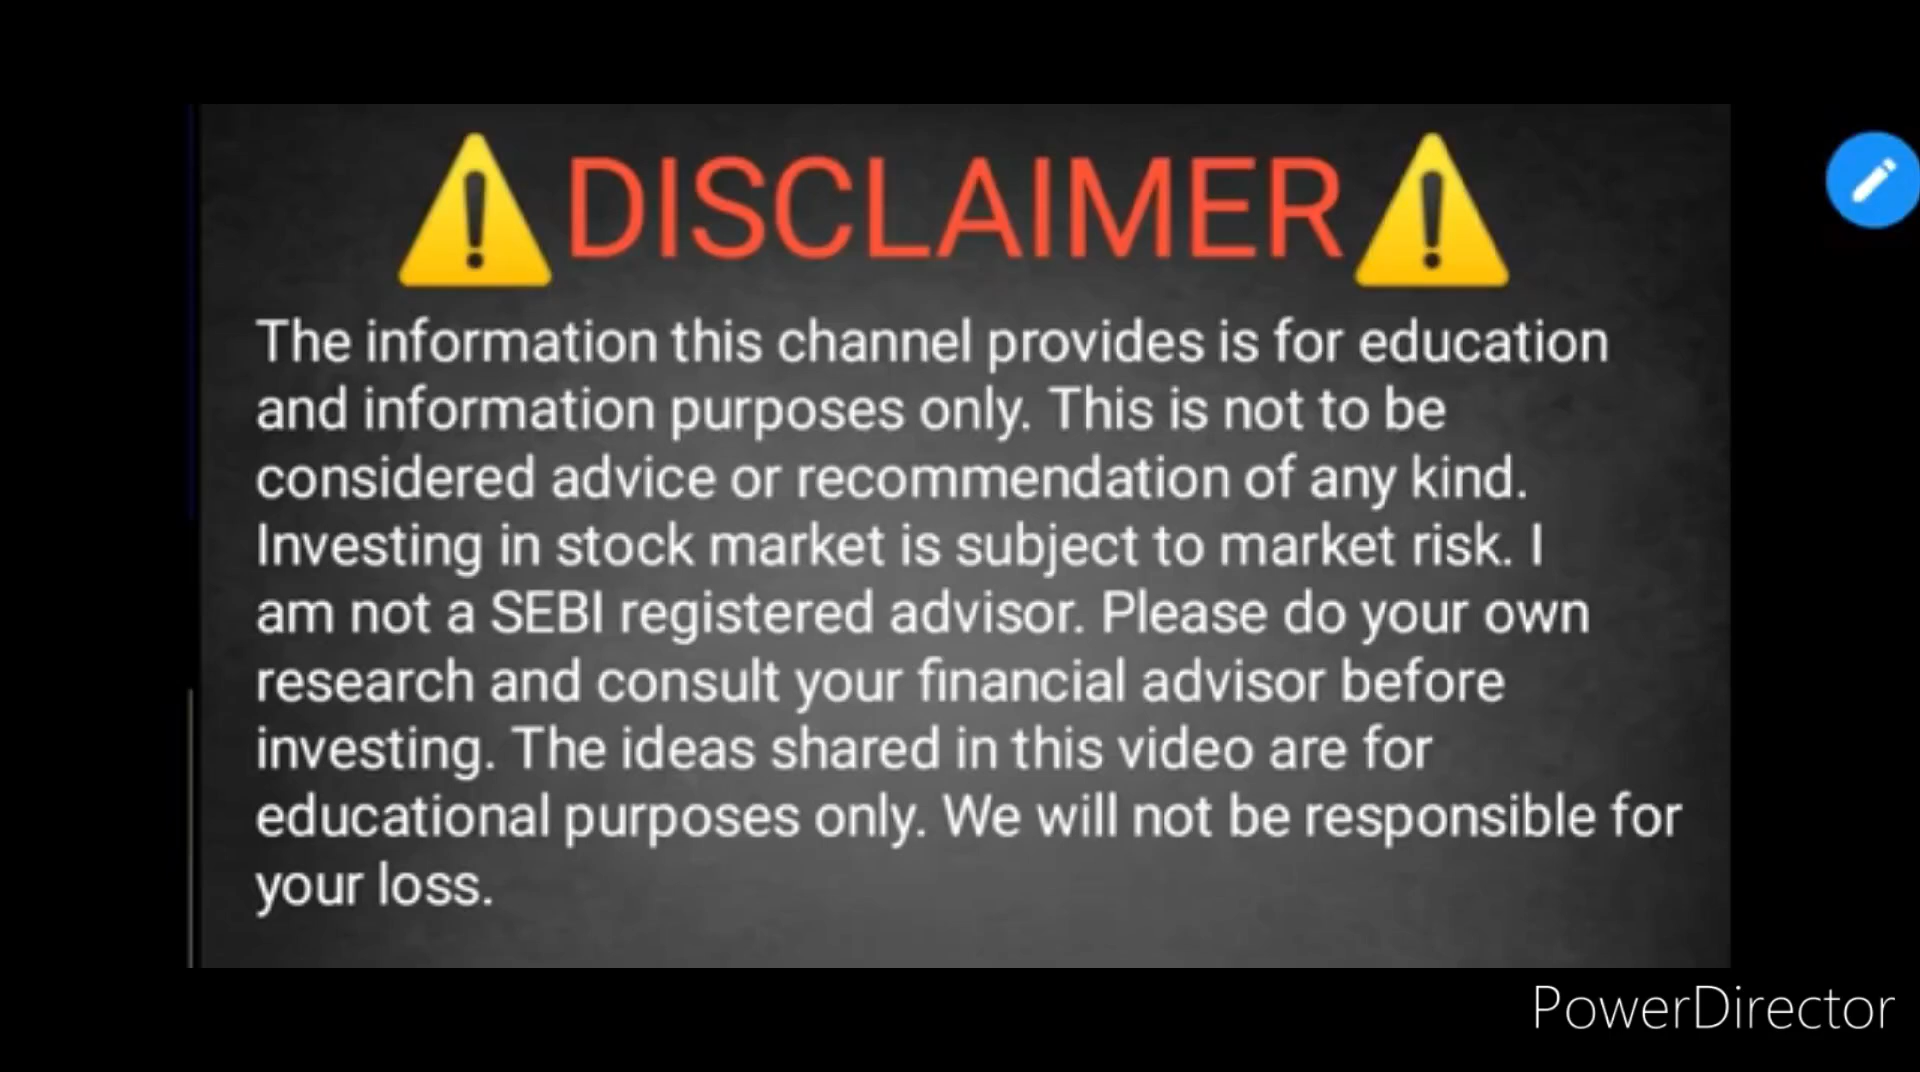 ⚠️DISCLAIMER⚠️
The information this channel provides is for education
and information purposes only. This is not to be
considered advice or recommendation of any kind.
Investing in stock market is subject to market risk. I
am not a SEBI registered advisor. Please do your own
research and consult your financial advisor before
investing. The ideas shared in this video are for
educational purposes only. We will not be responsible for
your loss.
PowerDirector